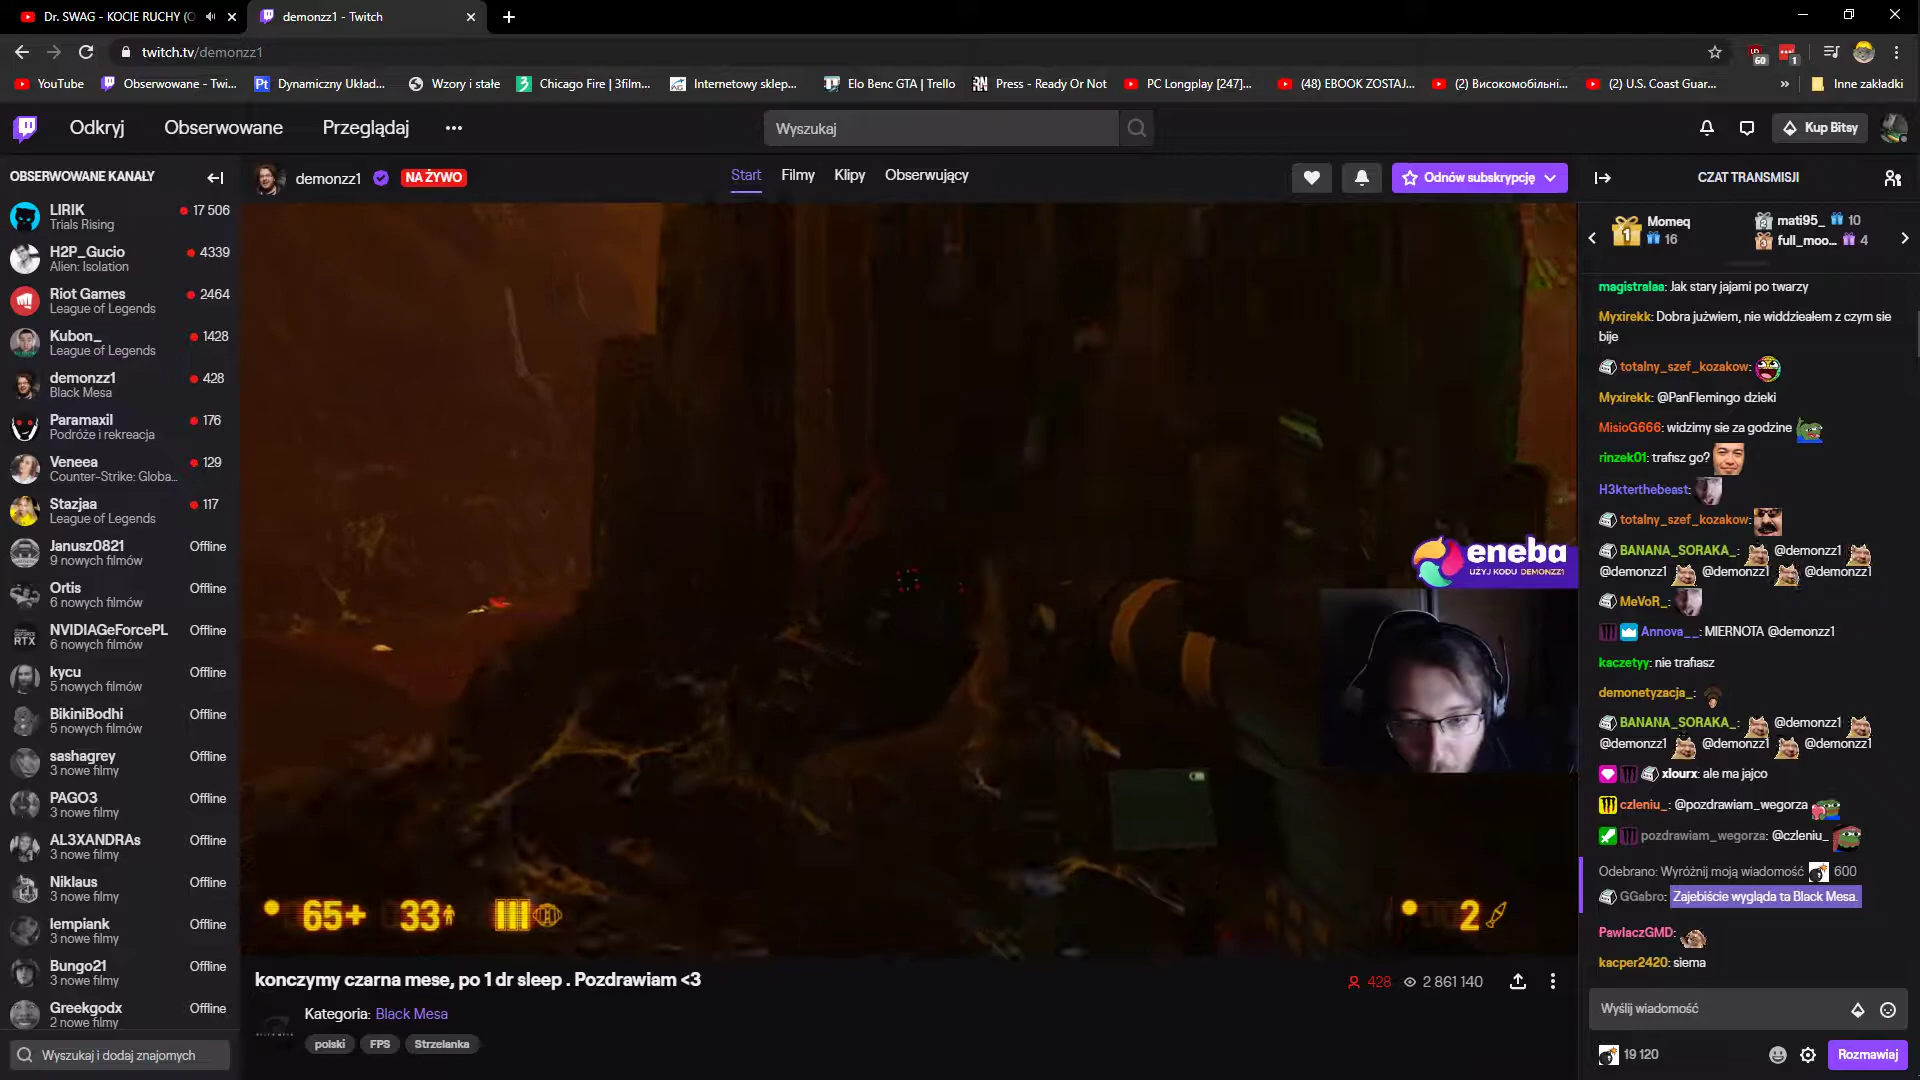 Dr. SWAG - KOCIE RUCHY (O
demonzz1 - Twitch
twitch.tv/demonzz1
60
1
YouTube
Obserwowane - Twi...
Dynamiczny Układ...
Wzory i stałe
Chicago Fire | 3film...
Internetowy sklep...
Elo Benc GTA | Trello
Press - Ready Or Not
PC Longplay [247]...
(48) EBOOK ZOSTAJ...
(2) Високомобільні...
(2) U.S. Coast Guar...
Inne zakładki
Odkryj
Obserwowane
Przeglądaj
Wyszukaj
Kup Bitsy
OBSERWOWANE KANAŁY
LIRIK
17 506
Trials Rising
H2P_Gucio
4339
Alien: Isolation
Riot Games
2464
League of Legends
Kubon_
1428
League of Legends
demonzz1
428
Black Mesa
Paramaxil
176
Podróże i rekreacja
Veneea
129
Counter-Strike: Globa...
Stazjaa
117
League of Legends
Janusz0821
Offline
9 nowych filmów
Ortis
Offline
6 nowych filmów
NVIDIAGeForcePL
Offline
6 nowych filmów
kycu
Offline
5 nowych filmów
BikiniBodhi
Offline
5 nowych filmów
sashagrey
Offline
3 nowe filmy
PAGO3
Offline
3 nowe filmy
AL3XANDRAs
Offline
3 nowe filmy
Niklaus
Offline
3 nowe filmy
lempiank
Offline
3 nowe filmy
Bungo21
Offline
3 nowe filmy
Greekgodx
Offline
2 nowe filmy
Wyszukaj i dodaj znajomych
demonzz1
NA ŻYWO
Start
Filmy
Klipy
Obserwujący
Odnów subskrypcję
eneba
UŻYJ KODU DEMONZZ1
65+
33
2
konczymy czarna mese, po 1 dr sleep . Pozdrawiam <3
428
2 861 140
Kategoria: Black Mesa
polski
FPS
Strzelanka
CZAT TRANSMISJI
1
Momeq
16
2
mati95_
10
3
full_moo...
4
magistralaa: Jak stary jajami po twarzy
Myxirekk: Dobra jużwiem, nie widdzieałem z czym sie
bije
totalny_szef_kozakow:
Myxirekk: @PanFlemingo dzieki
MisioG666: widzimy sie za godzine
rinzek01: trafisz go?
H3kterthebeast:
totalny_szef_kozakow:
BANANA_SORAKA_: @demonzz1
@demonzz1 @demonzz1 @demonzz1
MeVoR_:
Annova__: MIERNOTA @demonzz1
kaczetyy: nie trafiasz
demonetyzacja_:
BANANA_SORAKA_: @demonzz1
@demonzz1 @demonzz1 @demonzz1
xlourx: ale ma jajco
czleniu_: @pozdrawiam_wegorza
pozdrawiam_wegorza: @czleniu_
Odebrano: Wyróżnij moją wiadomość 600
GGabro: Zajebiście wygląda ta Black Mesa.
PawlaczGMD:
kacper2420: siema
Wyślij wiadomość
19 120
Rozmawiaj